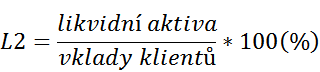 L2 = likvidní aktiva / vklady klientů * 100(%)